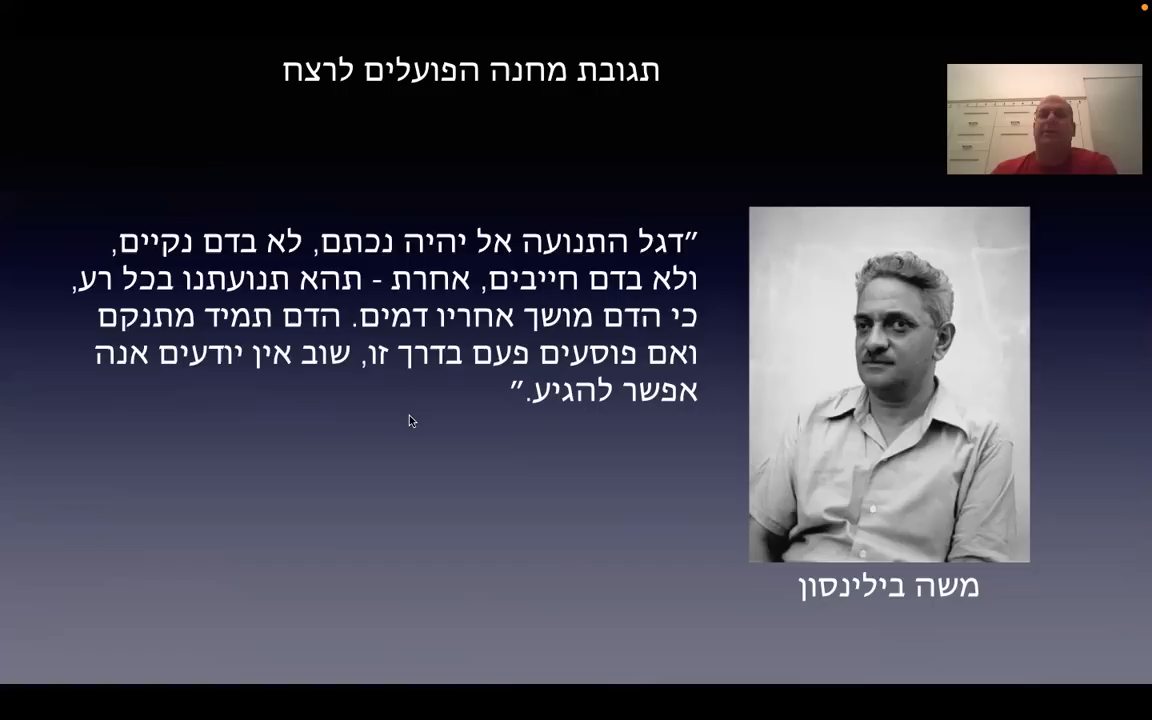 תגובת מחנה הפועלים לרצח
״דגל התנועה אל יהיה נכתם, לא בדם נקיים,
ולא בדם חייבים, אחרת - תהא תנועתנו בכל רע,
כי הדם מושך אחריו דמים. הדם תמיד מתנקם
ואם פוסעים פעם בדרך זו, שוב אין יודעים אנה
אפשר להגיע.״
משה בילינסון